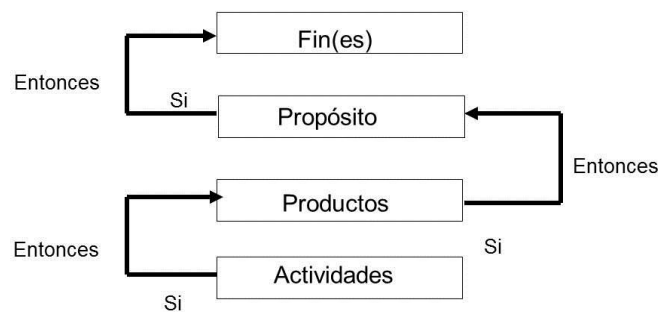 Fin(es)
Entonces
Si
Propósito
Entonces
Productos
Entonces
Si
Actividades
Si